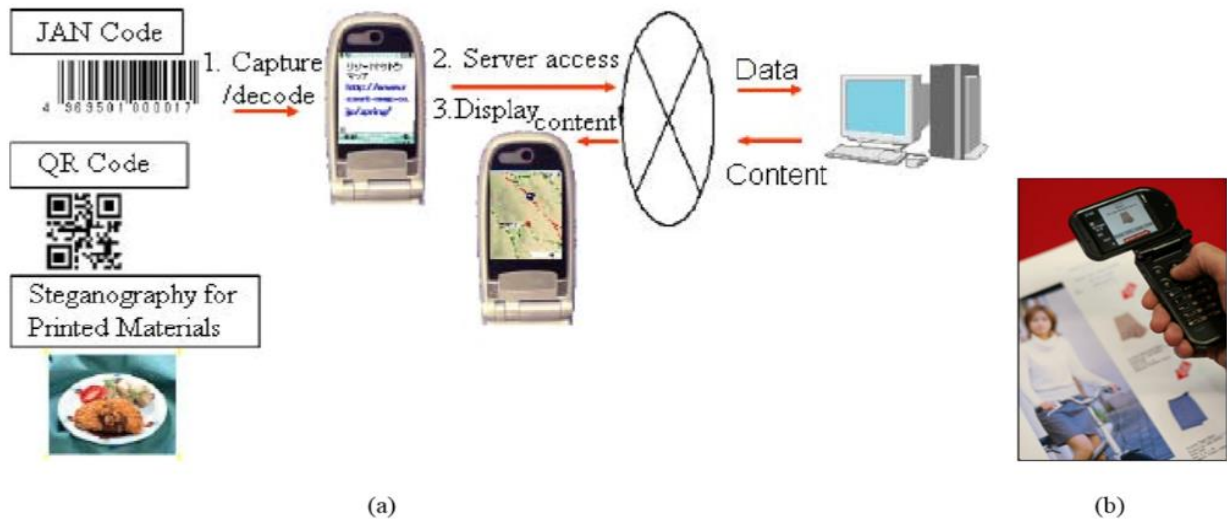 JAN Code
4 969501 000017
1. Capture
/decode
2. Server access
3.Display
content
Data
Content
QR Code
Steganography for
Printed Materials
(a)
(b)